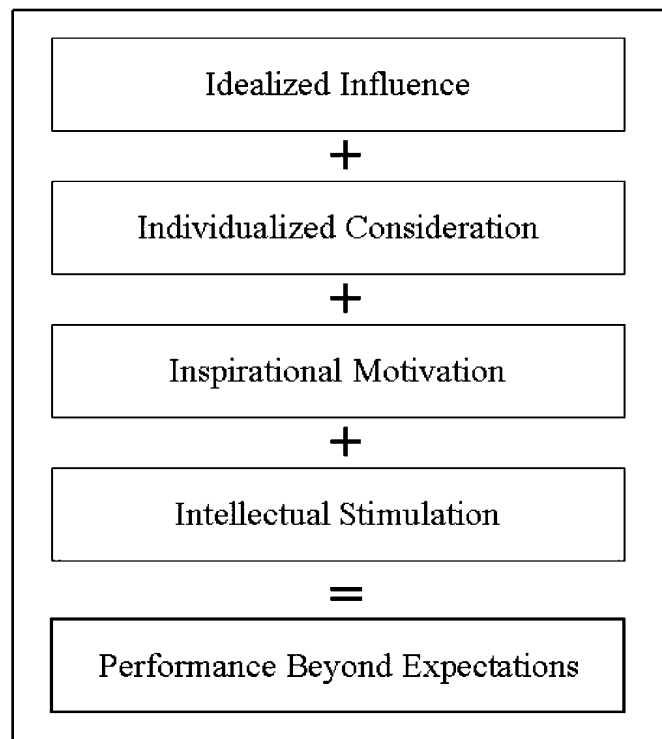 Idealized Influence
+
Individualized Consideration
+
Inspirational Motivation
+
Intellectual Stimulation
=
Performance Beyond Expectations